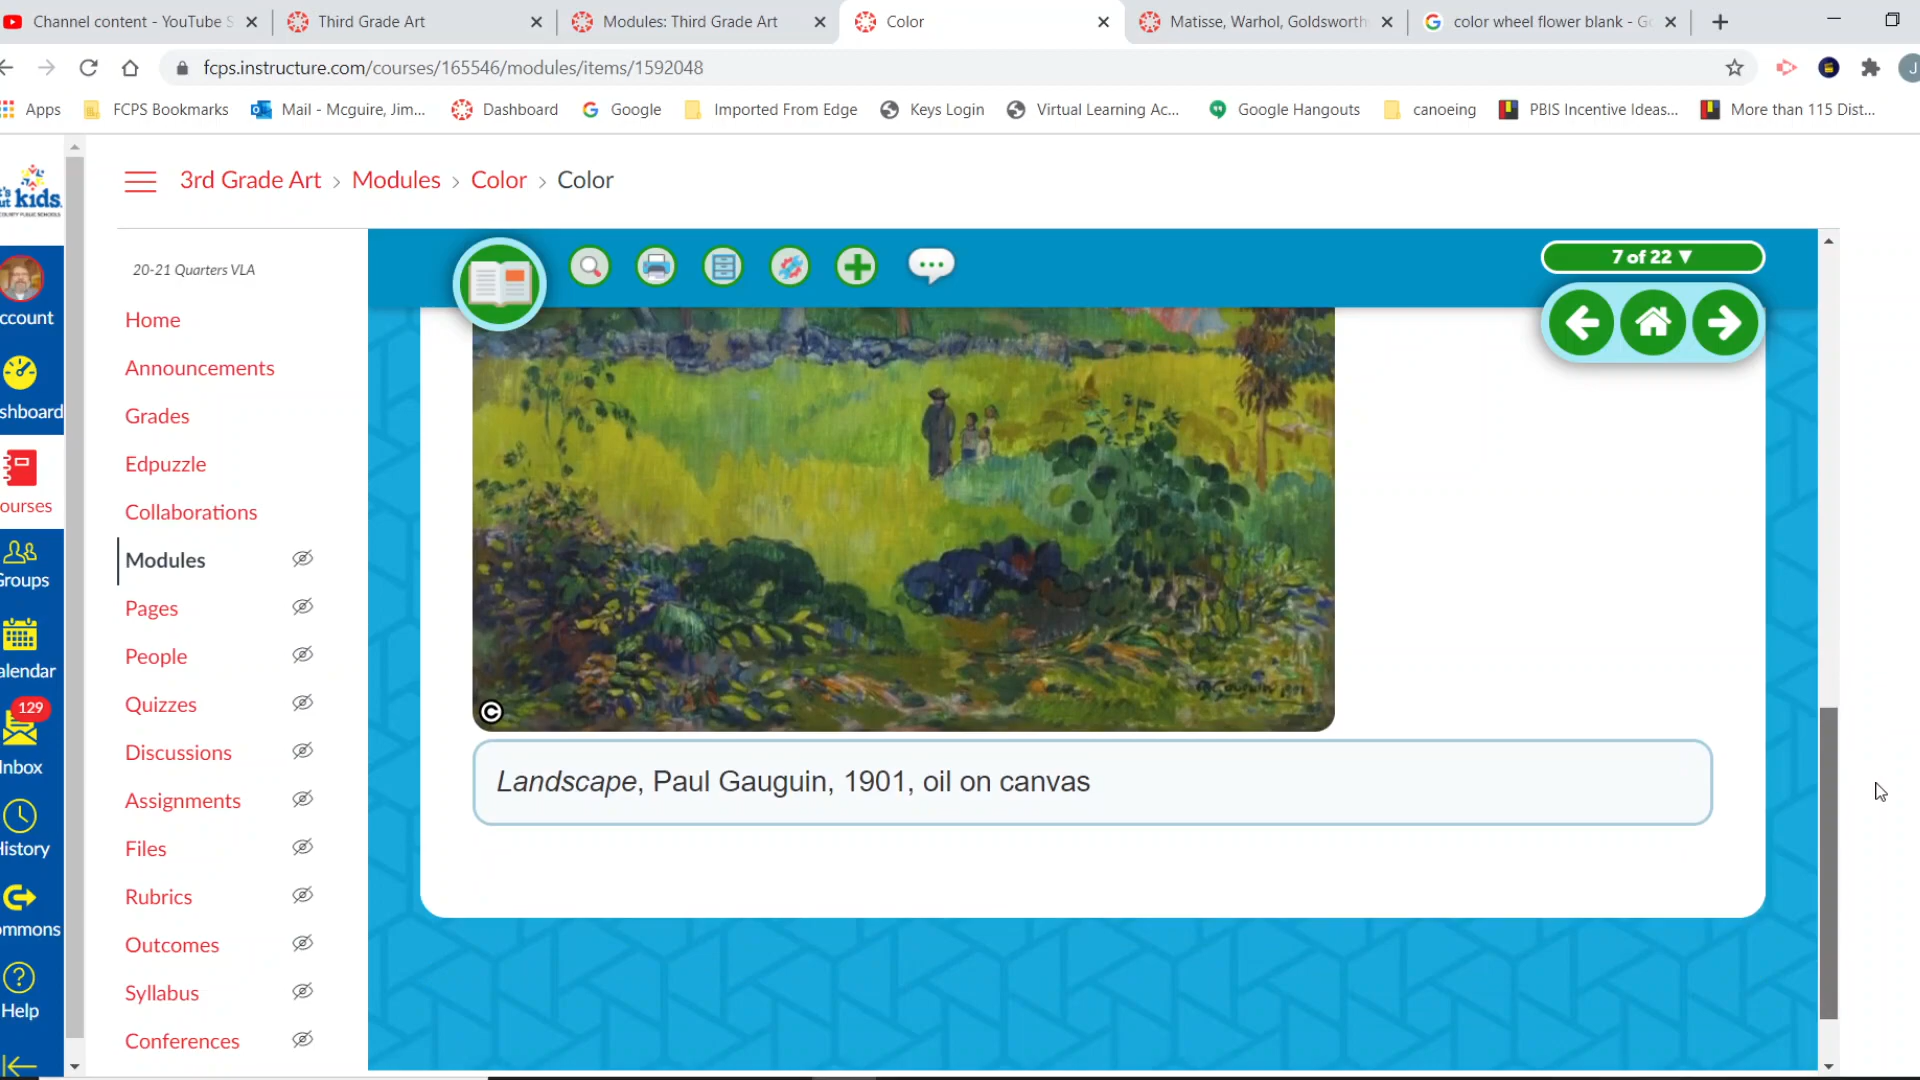 Channel content - YouTube S
Third Grade Art
Modules: Third Grade Art
Color
Matisse, Warhol, Goldsworth
color wheel flower blank - Go
fcps.instructure.com/courses/165546/modules/items/1592048
J
Apps
FCPS Bookmarks
Mail - Mcguire, Jim...
Dashboard
Google
Imported From Edge
Keys Login
Virtual Learning Ac...
Google Hangouts
canoeing
PBIS Incentive Ideas...
More than 115 Dist...
3rd Grade Art > Modules > Color > Color
't's
ut kids.
20-21 Quarters VLA
7 of 22 ▼
ccount
shboard
ourses
Groups
alendar
129
Inbox
History
ommons
Help
Home
Announcements
Grades
Edpuzzle
Collaborations
Modules
Pages
People
Quizzes
Discussions
Assignments
Files
Rubrics
Outcomes
Syllabus
Conferences
©
Landscape, Paul Gauguin, 1901, oil on canvas